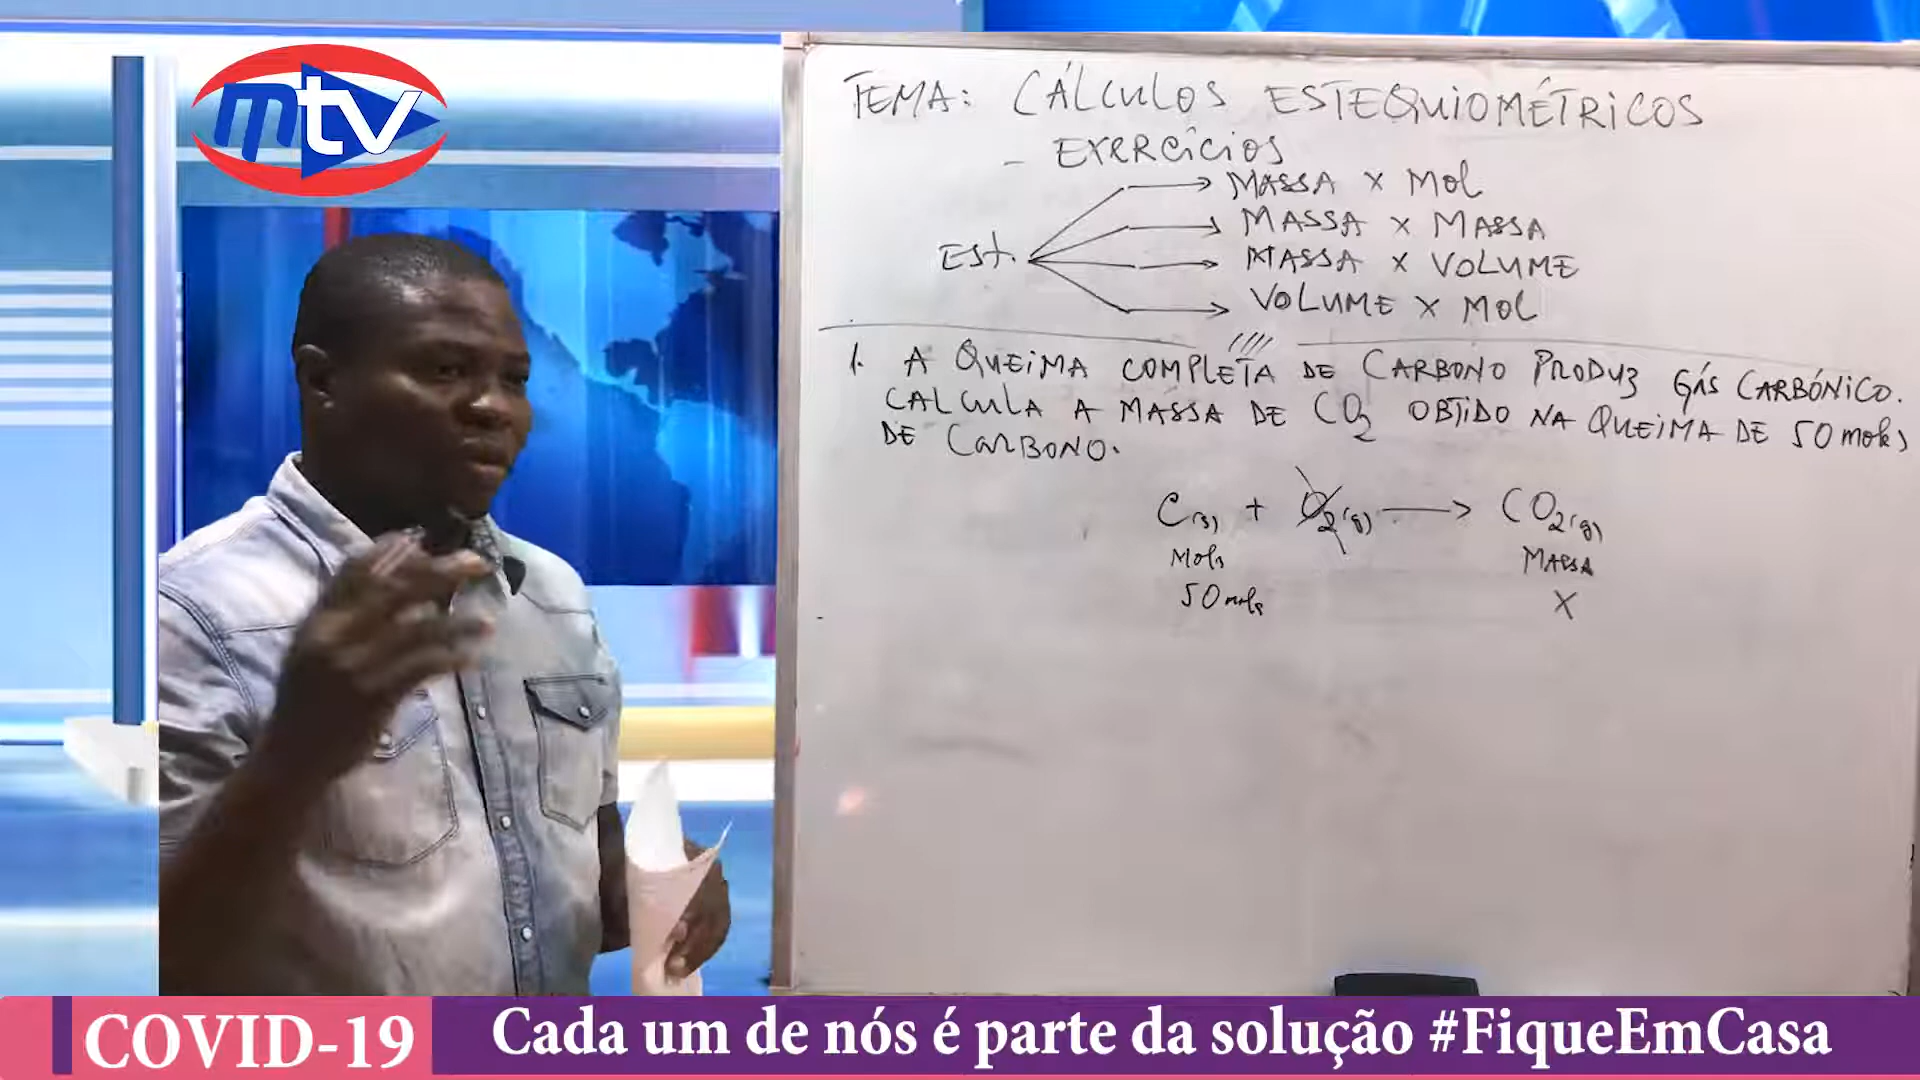 mtv
TEMA: CÁLCULOS ESTEQUIOMÉTRICOS
- EXERCÍCIOS
Est.
MASSA X MOL
MASSA X MASSA
MASSA X VOLUME
VOLUME X MOL
1. A QUEIMA COMPLETA DE CARBONO PRODUZ GÁS CARBÓNICO.
CALCULA A MASSA DE CO2 OBTIDO NA QUEIMA DE 50 mols
DE CARBONO.
C(s) + O2(g) → CO2(g)
Mols MASSA
50 mols X
COVID-19 Cada um de nós é parte da solução #FiqueEmCasa